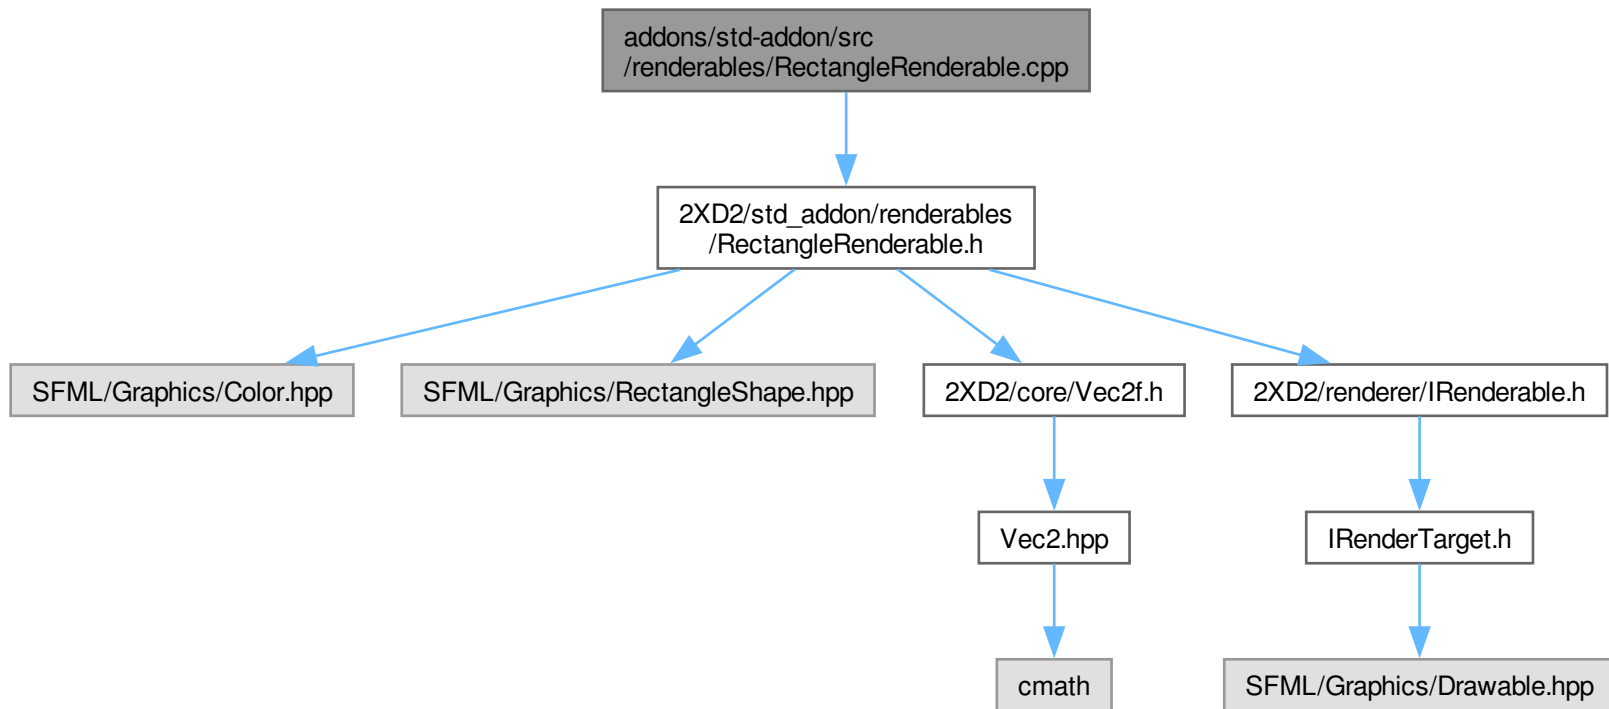 addons/std-addon/src
/renderables/RectangleRenderable.cpp
2XD2/std_addon/renderables
/RectangleRenderable.h
SFML/Graphics/Color.hpp
SFML/Graphics/RectangleShape.hpp
2XD2/core/Vec2f.h
2XD2/renderer/IRenderable.h
Vec2.hpp
IRenderTarget.h
cmath
SFML/Graphics/Drawable.hpp